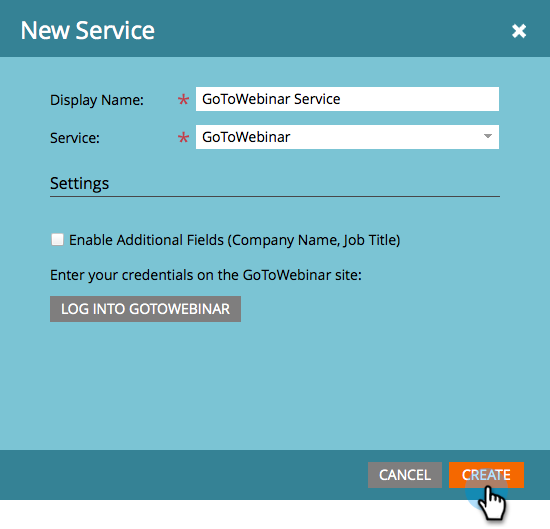 New Service
Display Name: * GoToWebinar Service
Service: * GoToWebinar
Settings
Enable Additional Fields (Company Name, Job Title)
Enter your credentials on the GoToWebinar site:
LOG INTO GOTOWEBINAR
CANCEL CREATE